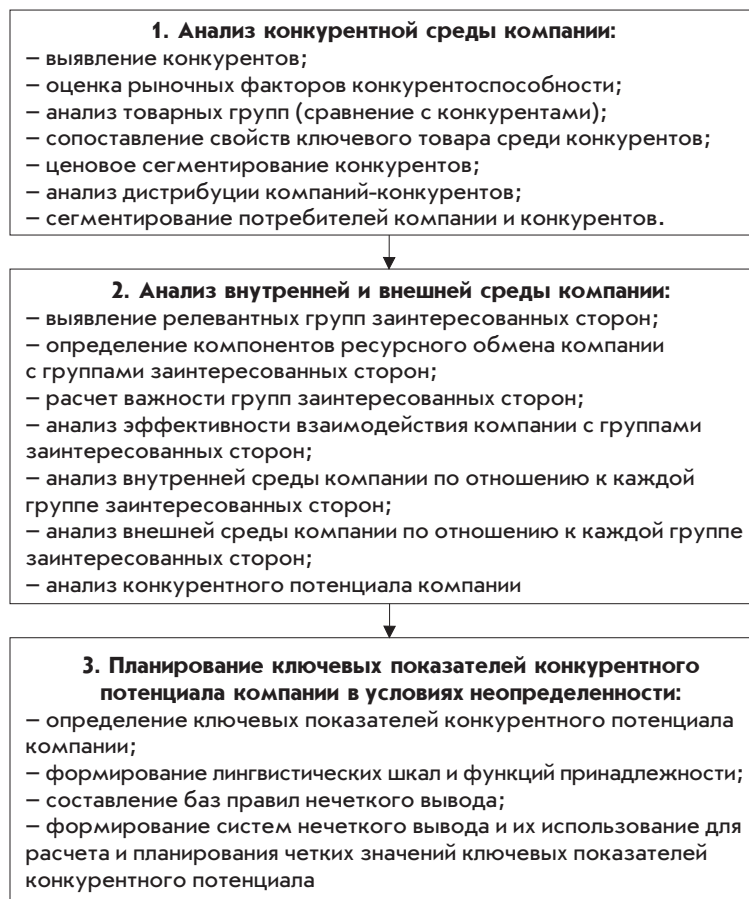 1. Анализ конкурентной среды компании:
– выявление конкурентов;
– оценка рыночных факторов конкурентоспособности;
– анализ товарных групп (сравнение с конкурентами);
– сопоставление свойств ключевого товара среди конкурентов;
– ценовое сегментирование конкурентов;
– анализ дистрибуции компаний-конкурентов;
– сегментирование потребителей компании и конкурентов.
2. Анализ внутренней и внешней среды компании:
– выявление релевантных групп заинтересованных сторон;
– определение компонентов ресурсного обмена компании
с группами заинтересованных сторон;
– расчет важности групп заинтересованных сторон;
– анализ эффективности взаимодействия компании с группами
заинтересованных сторон;
– анализ внутренней среды компании по отношению к каждой
группе заинтересованных сторон;
– анализ внешней среды компании по отношению к каждой группе
заинтересованных сторон;
– анализ конкурентного потенциала компании
3. Планирование ключевых показателей конкурентного
потенциала компании в условиях неопределенности:
– определение ключевых показателей конкурентного потенциала
компании;
– формирование лингвистических шкал и функций принадлежности;
– составление баз правил нечеткого вывода;
– формирование систем нечеткого вывода и их использование для
расчета и планирования четких значений ключевых показателей
конкурентного потенциала